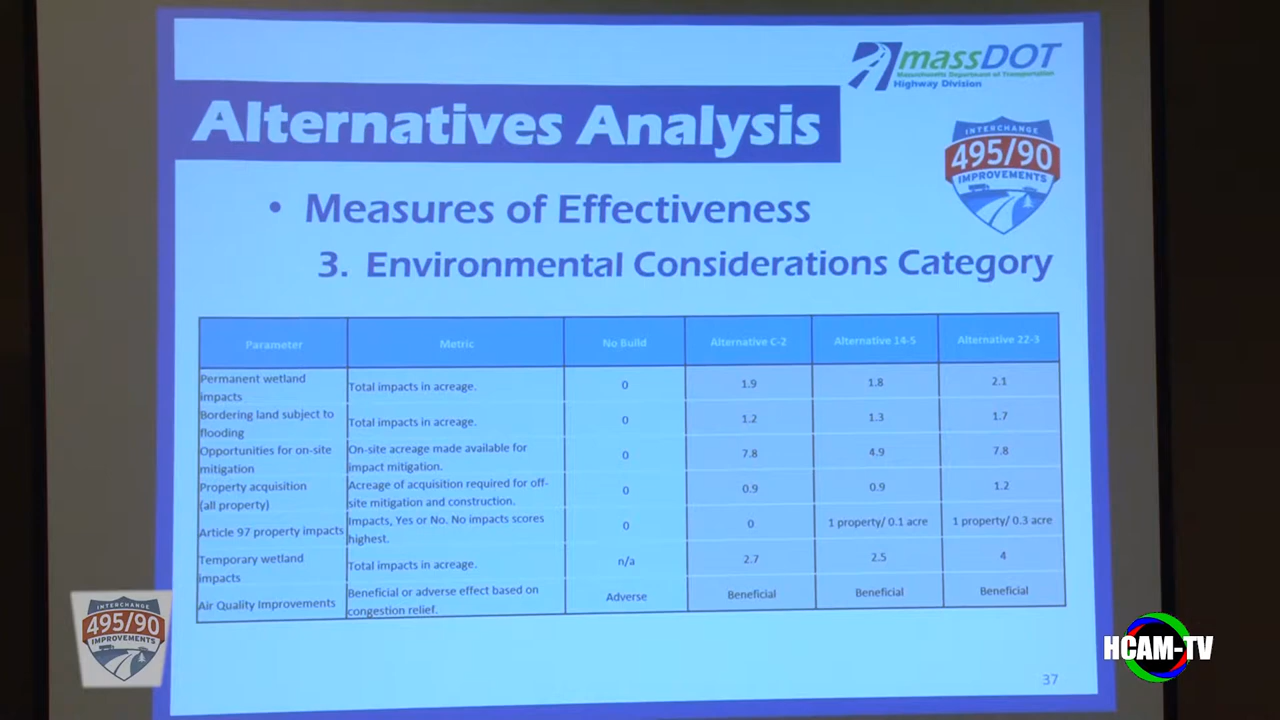 massDOT
Massachusetts Department of Transportation
Highway Division
Alternatives Analysis
INTERCHANGE
495/90
IMPROVEMENTS
• Measures of Effectiveness
3. Environmental Considerations Category
Parameter Metric No Build Alternative C-2 Alternative 14-5 Alternative 22-3
Permanent wetland
impacts
Total impacts in acreage.
0 1.9 1.8 2.1
Bordering land subject to
flooding
Total impacts in acreage.
0 1.2 1.3 1.7
Opportunities for on-site
mitigation
On-site acreage made available for
impact mitigation.
0 7.8 4.9 7.8
Property acquisition
(all property)
Acreage of acquisition required for off-
site mitigation and construction.
0 0.9 0.9 1.2
Article 97 property impacts
Impacts, Yes or No. No impacts scores
highest.
0 0 1 property/ 0.1 acre 1 property/ 0.3 acre
Temporary wetland
impacts
Total impacts in acreage.
n/a 2.7 2.5 4
Air Quality Improvements
Beneficial or adverse effect based on
congestion relief.
Adverse Beneficial Beneficial Beneficial
INTERCHANGE
495/90
IMPROVEMENTS
HCAM-TV
37